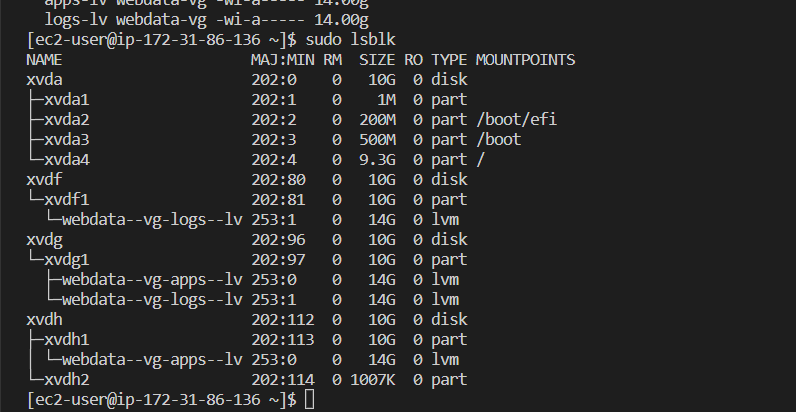 apps-lv webdata-vg -wi-a----- 14.00g
logs-lv webdata-vg -wi-a----- 14.00g
[ec2-user@ip-172-31-86-136 ~]$ sudo lsblk
NAME                      MAJ:MIN RM  SIZE RO TYPE MOUNTPOINTS
xvda                      202:0    0   10G  0 disk
├─xvda1                   202:1    0    1M  0 part
├─xvda2                   202:2    0  200M  0 part /boot/efi
├─xvda3                   202:3    0  500M  0 part /boot
└─xvda4                   202:4    0  9.3G  0 part /
xvdf                      202:80   0   10G  0 disk
└─xvdf1                   202:81   0   10G  0 part
  └─webdata--vg-logs--lv 253:1    0   14G  0 lvm
xvdg                      202:96   0   10G  0 disk
└─xvdg1                   202:97   0   10G  0 part
  ├─webdata--vg-apps--lv 253:0    0   14G  0 lvm
  └─webdata--vg-logs--lv 253:1    0   14G  0 lvm
xvdh                      202:112  0   10G  0 disk
├─xvdh1                   202:113  0   10G  0 part
│ └─webdata--vg-apps--lv 253:0    0   14G  0 lvm
└─xvdh2                   202:114  0 1007K  0 part
[ec2-user@ip-172-31-86-136 ~]$